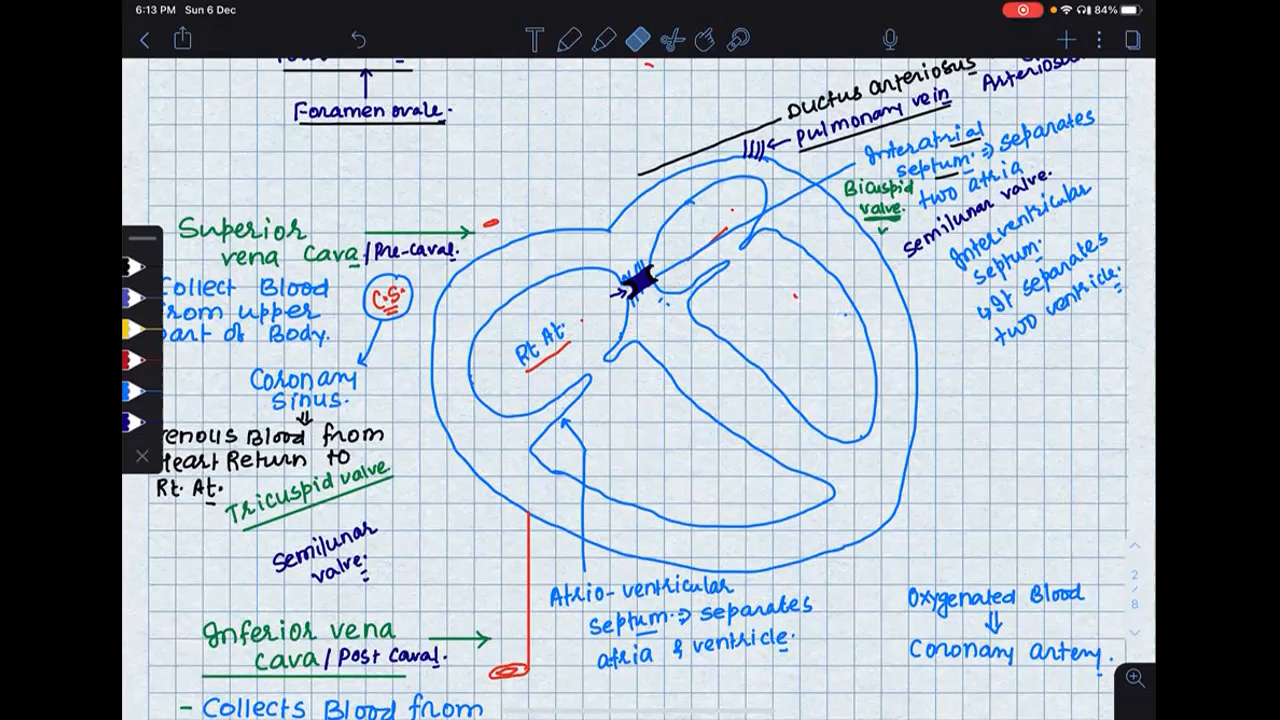 6:13 PM Sun 6 Dec
84%
Foramen ovale.
Ductus arteriosus
Pulmonary vein
Interatrial
septum ⇒ separates
two atria
Bicuspid
valve.
semilunar valve.
Interventricular
septum.
↳ It separates
two ventricle.
Superior
vena Cava / Pre-caval.
Collect Blood
from upper
part of Body.
C.S.
Coronary
Sinus.
⇓
venous Blood from
Heart Return to
Rt. At.
Rt At.
Tricuspid valve
Semilunar
valve.
Inferior vena
cava / Post Caval.
- Collects Blood from
Atrio-ventricular
septum ⇒ separates
atria & ventricle.
Oxygenated Blood
⇓
Coronary artery.
2
/
8